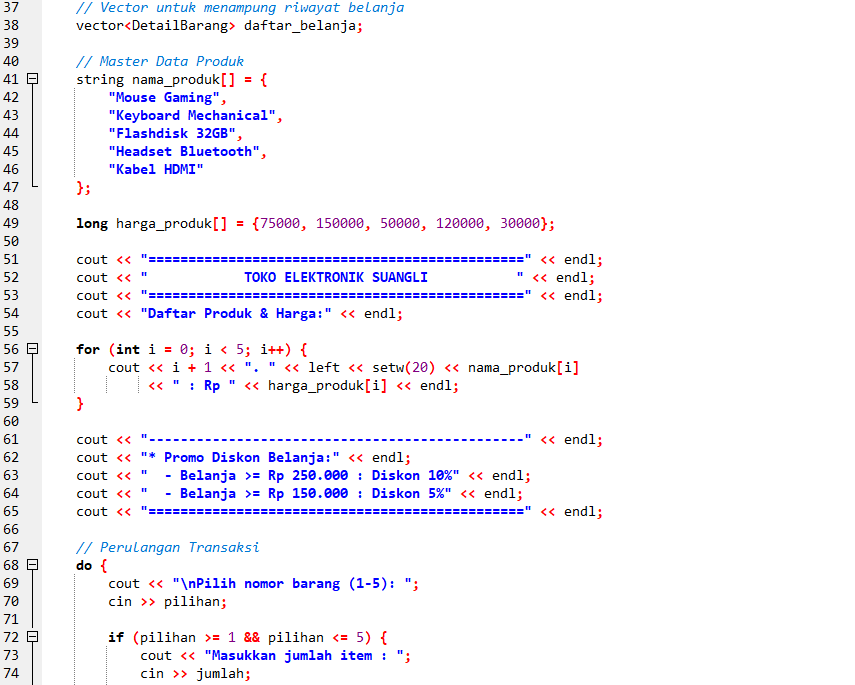 37 // Vector untuk menampung riwayat belanja
38 vector<DetailBarang> daftar_belanja;
39
40 // Master Data Produk
41 string nama_produk[] = {
42 "Mouse Gaming",
43 "Keyboard Mechanical",
44 "Flashdisk 32GB",
45 "Headset Bluetooth",
46 "Kabel HDMI"
47 };
48
49 long harga_produk[] = {75000, 150000, 50000, 120000, 30000};
50
51 cout << "===============================================" << endl;
52 cout << "            TOKO ELEKTRONIK SUANGLI           " << endl;
53 cout << "===============================================" << endl;
54 cout << "Daftar Produk & Harga:" << endl;
55
56 for (int i = 0; i < 5; i++) {
57 cout << i + 1 << ". " << left << setw(20) << nama_produk[i]
58 << " : Rp " << harga_produk[i] << endl;
59 }
60
61 cout << "-----------------------------------------------" << endl;
62 cout << "* Promo Diskon Belanja:" << endl;
63 cout << "  - Belanja >= Rp 250.000 : Diskon 10%" << endl;
64 cout << "  - Belanja >= Rp 150.000 : Diskon 5%" << endl;
65 cout << "===============================================" << endl;
66
67 // Perulangan Transaksi
68 do {
69 cout << "\nPilih nomor barang (1-5): ";
70 cin >> pilihan;
71
72 if (pilihan >= 1 && pilihan <= 5) {
73 cout << "Masukkan jumlah item : ";
74 cin >> jumlah;